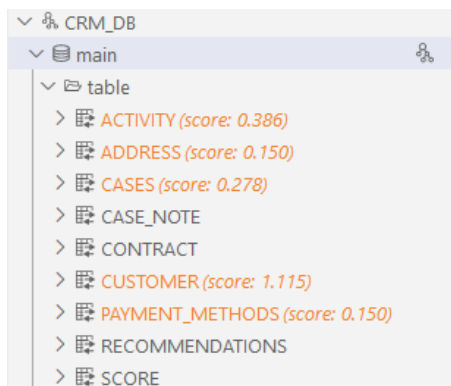 CRM_DB
main
table
ACTIVITY (score: 0.386)
ADDRESS (score: 0.150)
CASES (score: 0.278)
CASE_NOTE
CONTRACT
CUSTOMER (score: 1.115)
PAYMENT_METHODS (score: 0.150)
RECOMMENDATIONS
SCORE